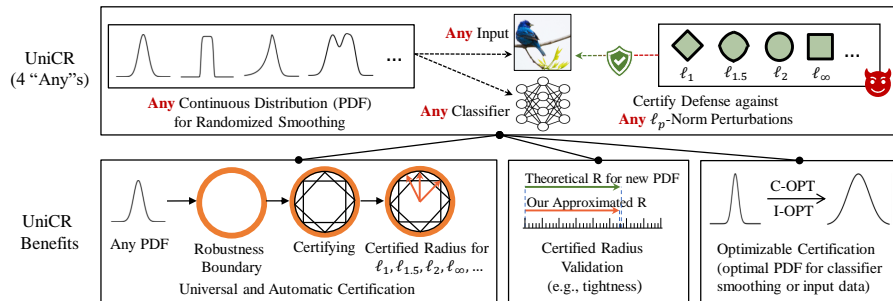 UniCR
(4 "Any"s)
...
Any Continuous Distribution (PDF)
for Randomized Smoothing
Any Input
Any Classifier
ℓ₁ ℓ₁.₅ ℓ₂ ℓ∞ ...
Certify Defense against
Any ℓₚ-Norm Perturbations
UniCR
Benefits
Any PDF
Robustness
Boundary
Certifying
Certified Radius for
ℓ₁, ℓ₁.₅, ℓ₂, ℓ∞, ...
Universal and Automatic Certification
Theoretical R for new PDF
Our Approximated R
Certified Radius
Validation
(e.g., tightness)
C-OPT
I-OPT
Optimizable Certification
(optimal PDF for classifier
smoothing or input data)